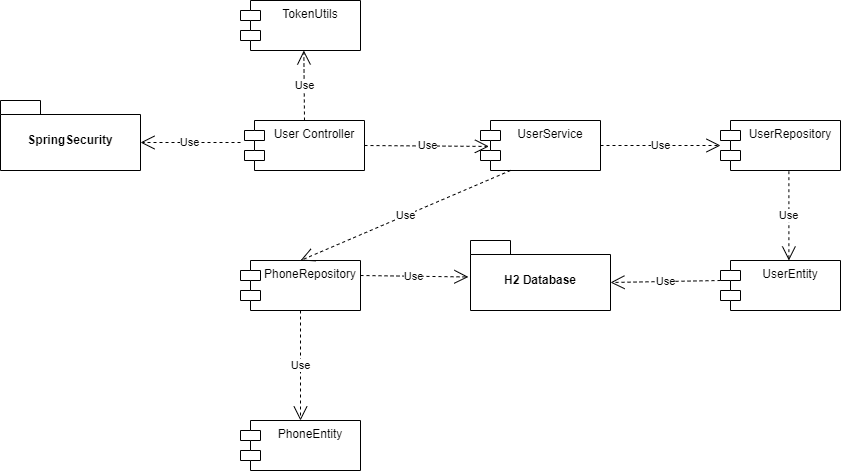 TokenUtils
Use
SpringSecurity
Use
User Controller
Use
UserService
Use
UserRepository
Use
Use
PhoneRepository
Use
H2 Database
Use
UserEntity
Use
PhoneEntity